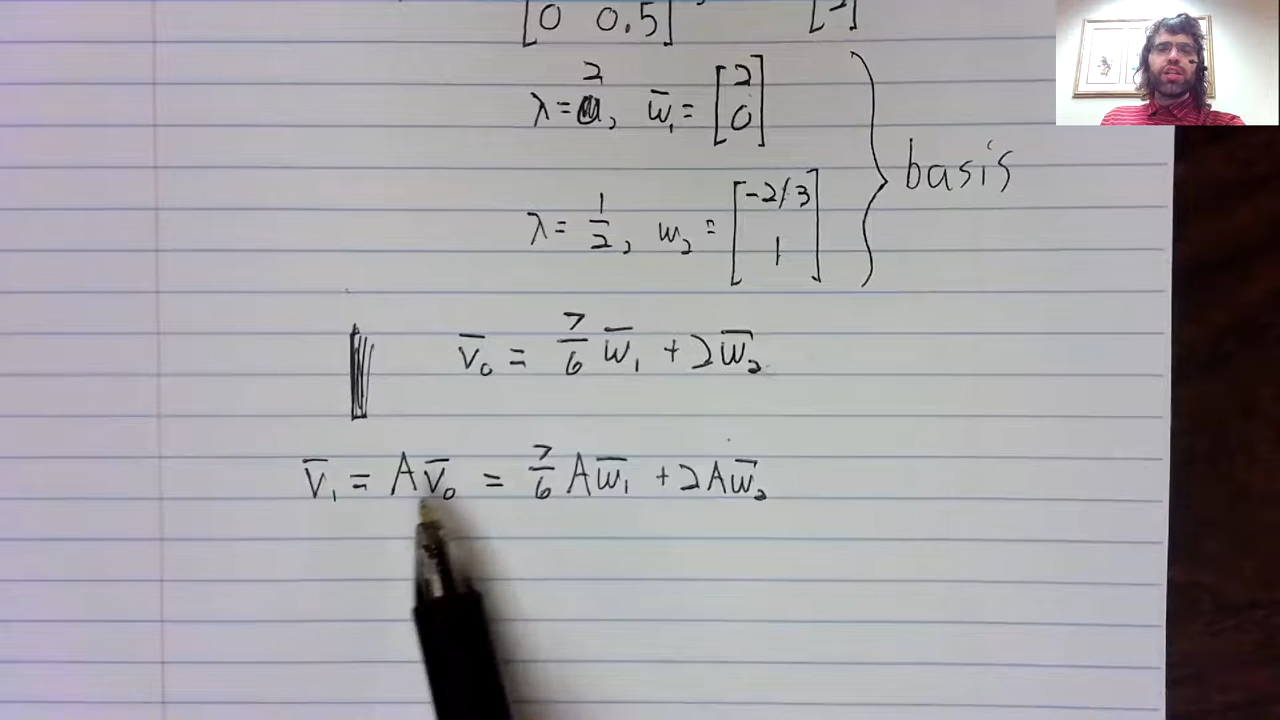 [0 0.5] , [2]
λ = 2, w̄₁ = [2 0]
basis
λ = 1/2, w₂ = [-2/3 1]
v̄₀ = 7/6 w̄₁ + 2w̄₂
v̄₁ = Av̄₀ = 7/6 Aw̄₁ + 2Aw̄₂